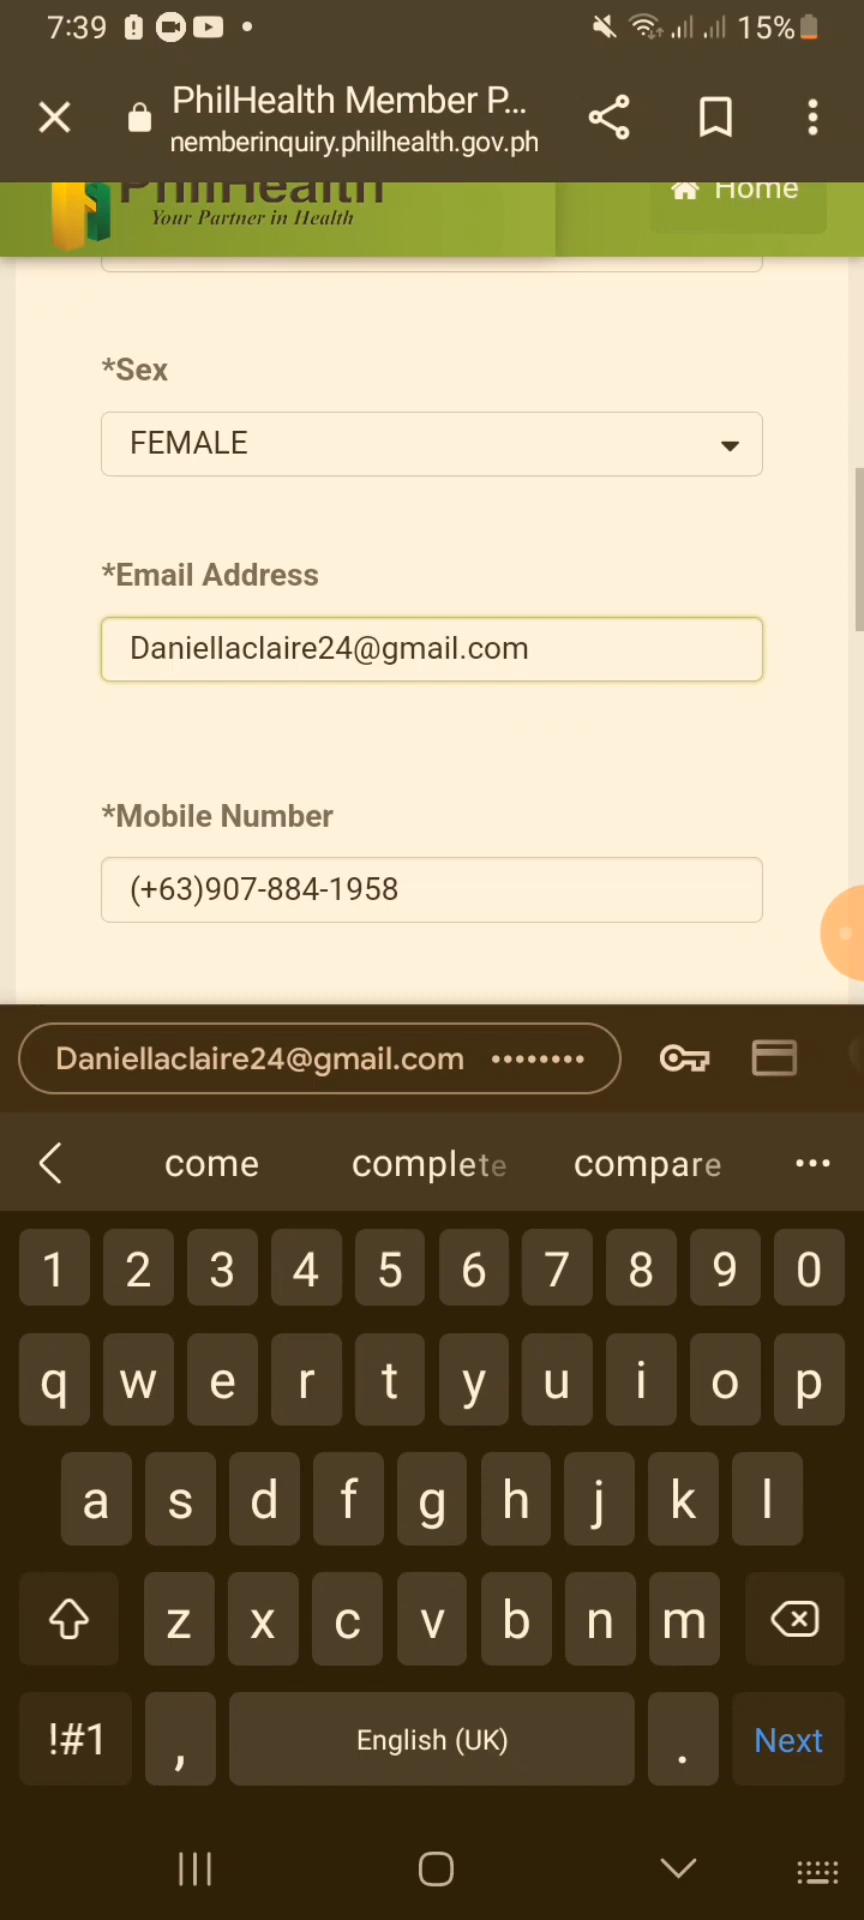 7:39
15%
PhilHealth Member P...
nemberinquiry.philhealth.gov.ph
PhilHealth
Your Partner in Health
Home
*Sex
FEMALE
*Email Address
Daniellaclaire24@gmail.com
*Mobile Number
(+63)907-884-1958
Daniellaclaire24@gmail.com ••••••••
come complete compare ...
1 2 3 4 5 6 7 8 9 0
q w e r t y u i o p
a s d f g h j k l
z x c v b n m
!#1 , English (UK) . Next